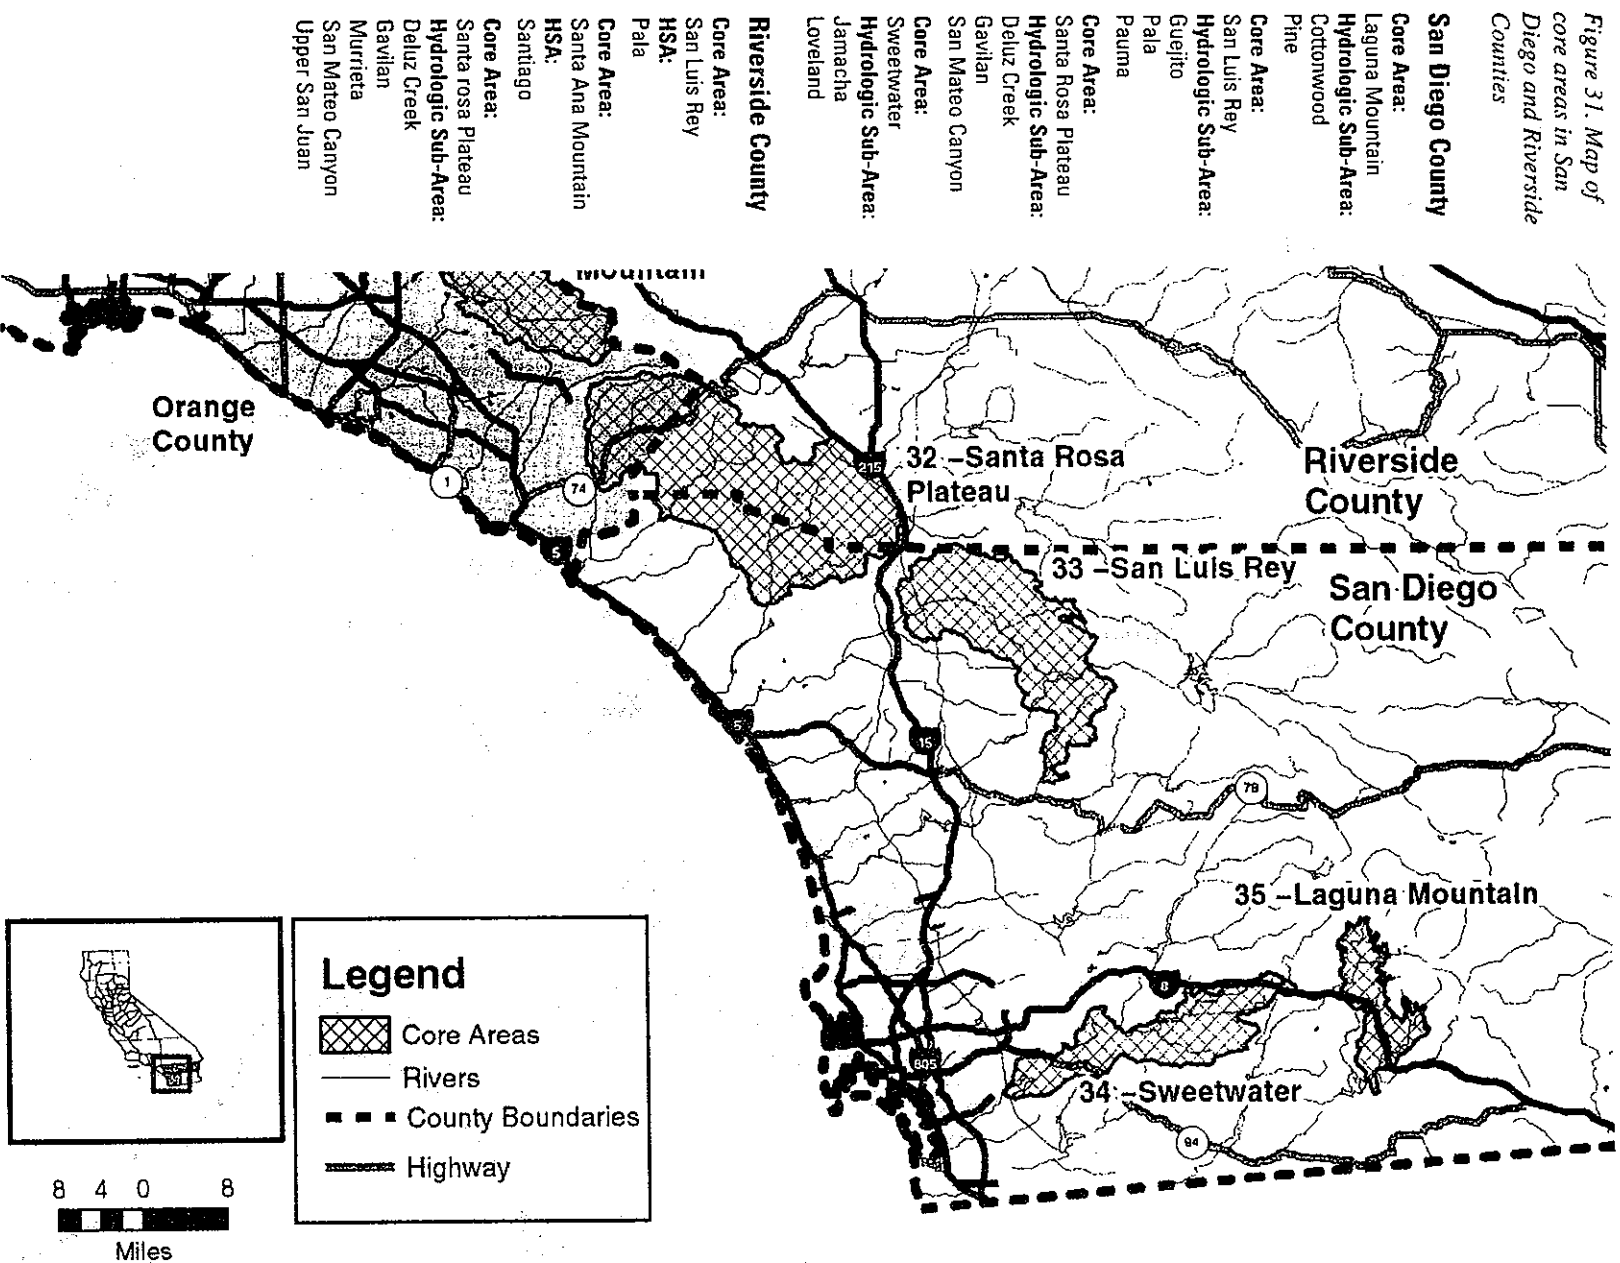 Figure 31. Map of
core areas in San
Diego and Riverside
Counties
San Diego County
Core Area:
Laguna Mountain
Hydrologic Sub-Area:
Cottonwood
Pine
Core Area:
San Luis Rey
Hydrologic Sub-Area:
Guejito
Pala
Pauma
Core Area:
Santa Rosa Plateau
Hydrologic Sub-Area:
Deluz Creek
Gavilan
San Mateo Canyon
Core Area:
Sweetwater
Hydrologic Sub-Area:
Jamacha
Loveland
Riverside County
Core Area:
San Luis Rey
HSA:
Pala
Core Area:
Santa Ana Mountain
HSA:
Santiago
Core Area:
Santa rosa Plateau
Hydrologic Sub-Area:
Deluz Creek
Gavilan
Murrieta
San Mateo Canyon
Upper San Juan
Mountain
Orange
County
1
74
5
215
32 –Santa Rosa
Plateau
Riverside
County
33 –San Luis Rey
San Diego
County
5
15
79
35 –Laguna Mountain
8
805
34 –Sweetwater
94
Legend
Core Areas
Rivers
County Boundaries
Highway
8 4 0 8
Miles